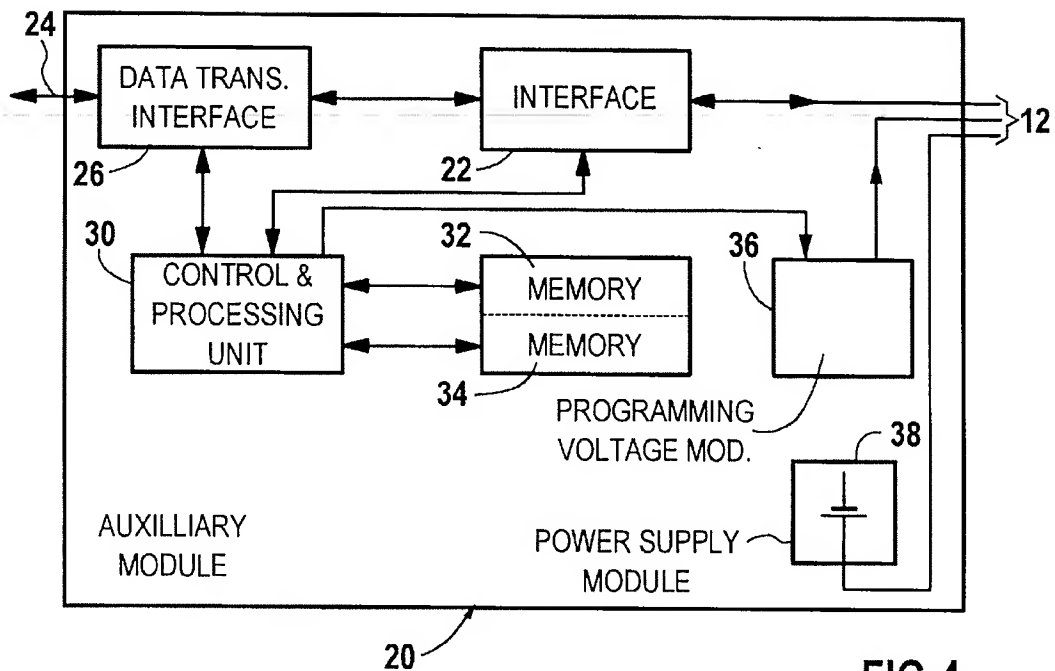 24
DATA TRANS.
INTERFACE
26
INTERFACE
22
12
30
CONTROL &
PROCESSING
UNIT
32
MEMORY
MEMORY
34
36
PROGRAMMING
VOLTAGE MOD.
38
POWER SUPPLY
MODULE
AUXILLIARY
MODULE
20